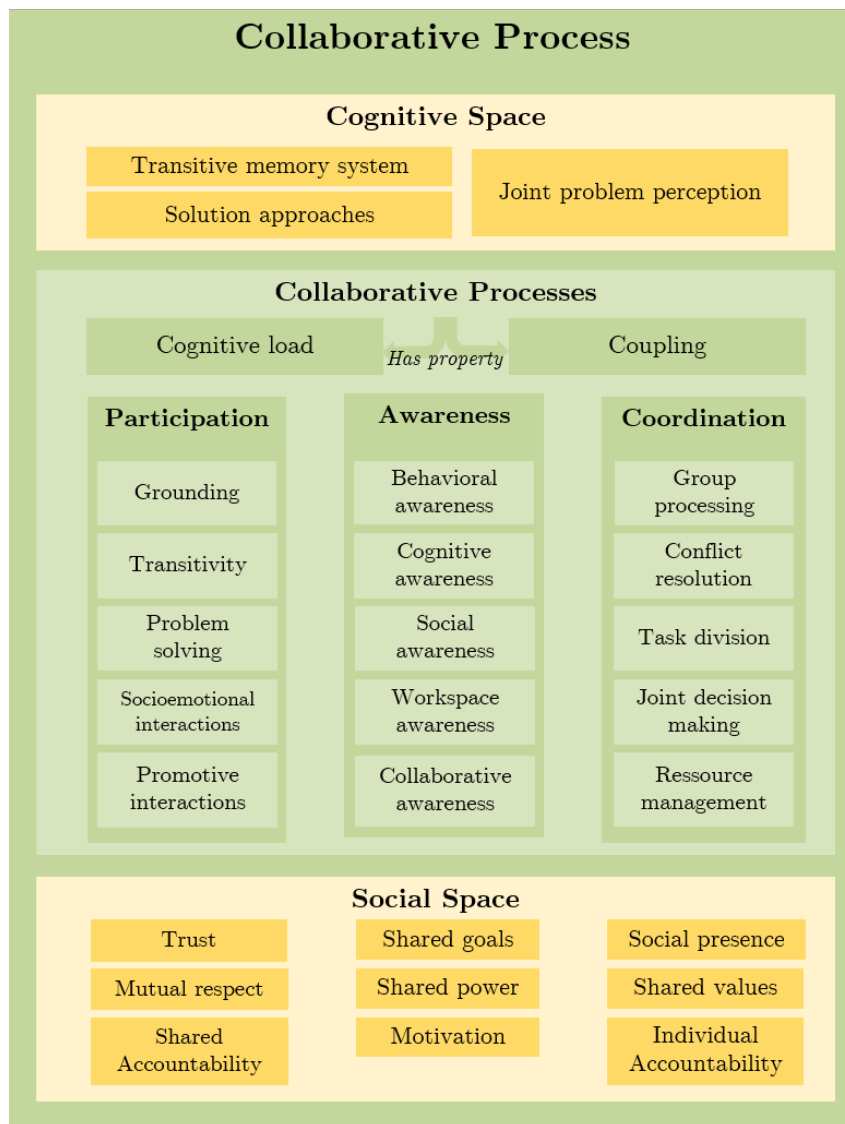 Collaborative Process
Cognitive Space
Transitive memory system
Solution approaches
Joint problem perception
Collaborative Processes
Cognitive load
Has property
Coupling
Participation
Grounding
Transitivity
Problem
solving
Socioemotional
interactions
Promotive
interactions
Awareness
Behavioral
awareness
Cognitive
awareness
Social
awareness
Workspace
awareness
Collaborative
awareness
Coordination
Group
processing
Conflict
resolution
Task division
Joint decision
making
Ressource
management
Social Space
Trust
Mutual respect
Shared
Accountability
Shared goals
Shared power
Motivation
Social presence
Shared values
Individual
Accountability